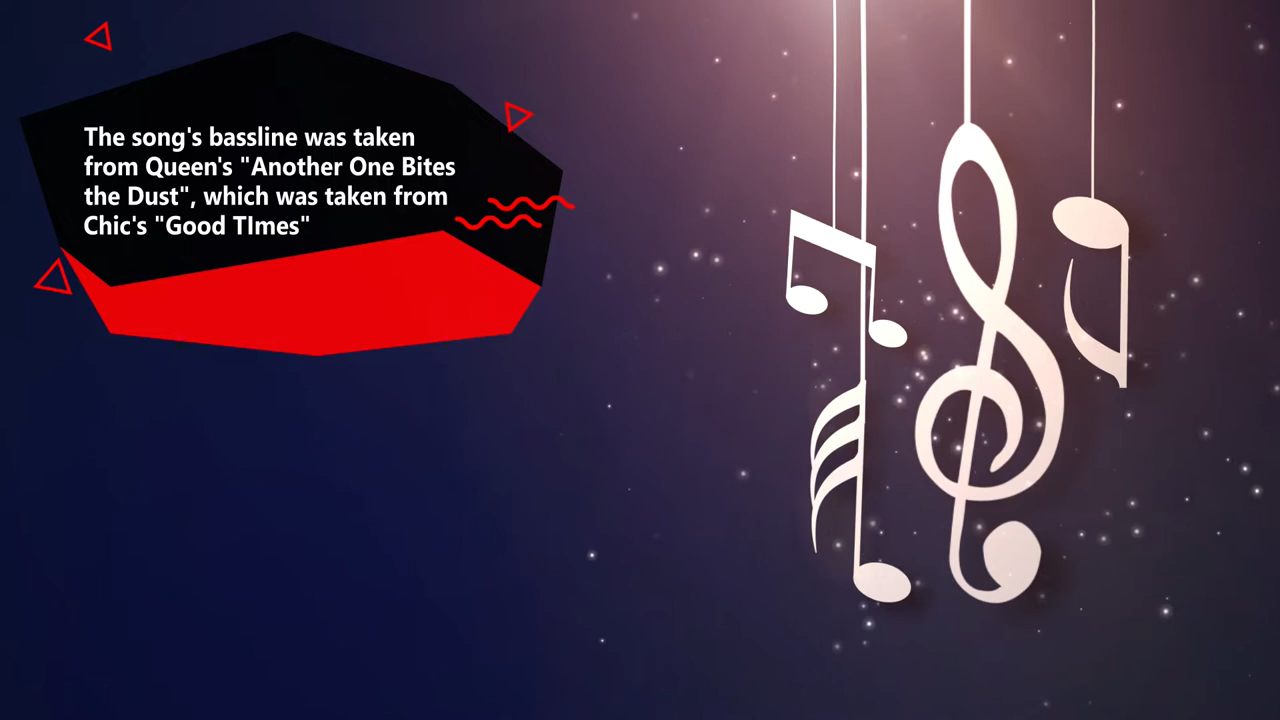 The song's bassline was taken
from Queen's "Another One Bites
the Dust", which was taken from
Chic's "Good TImes"